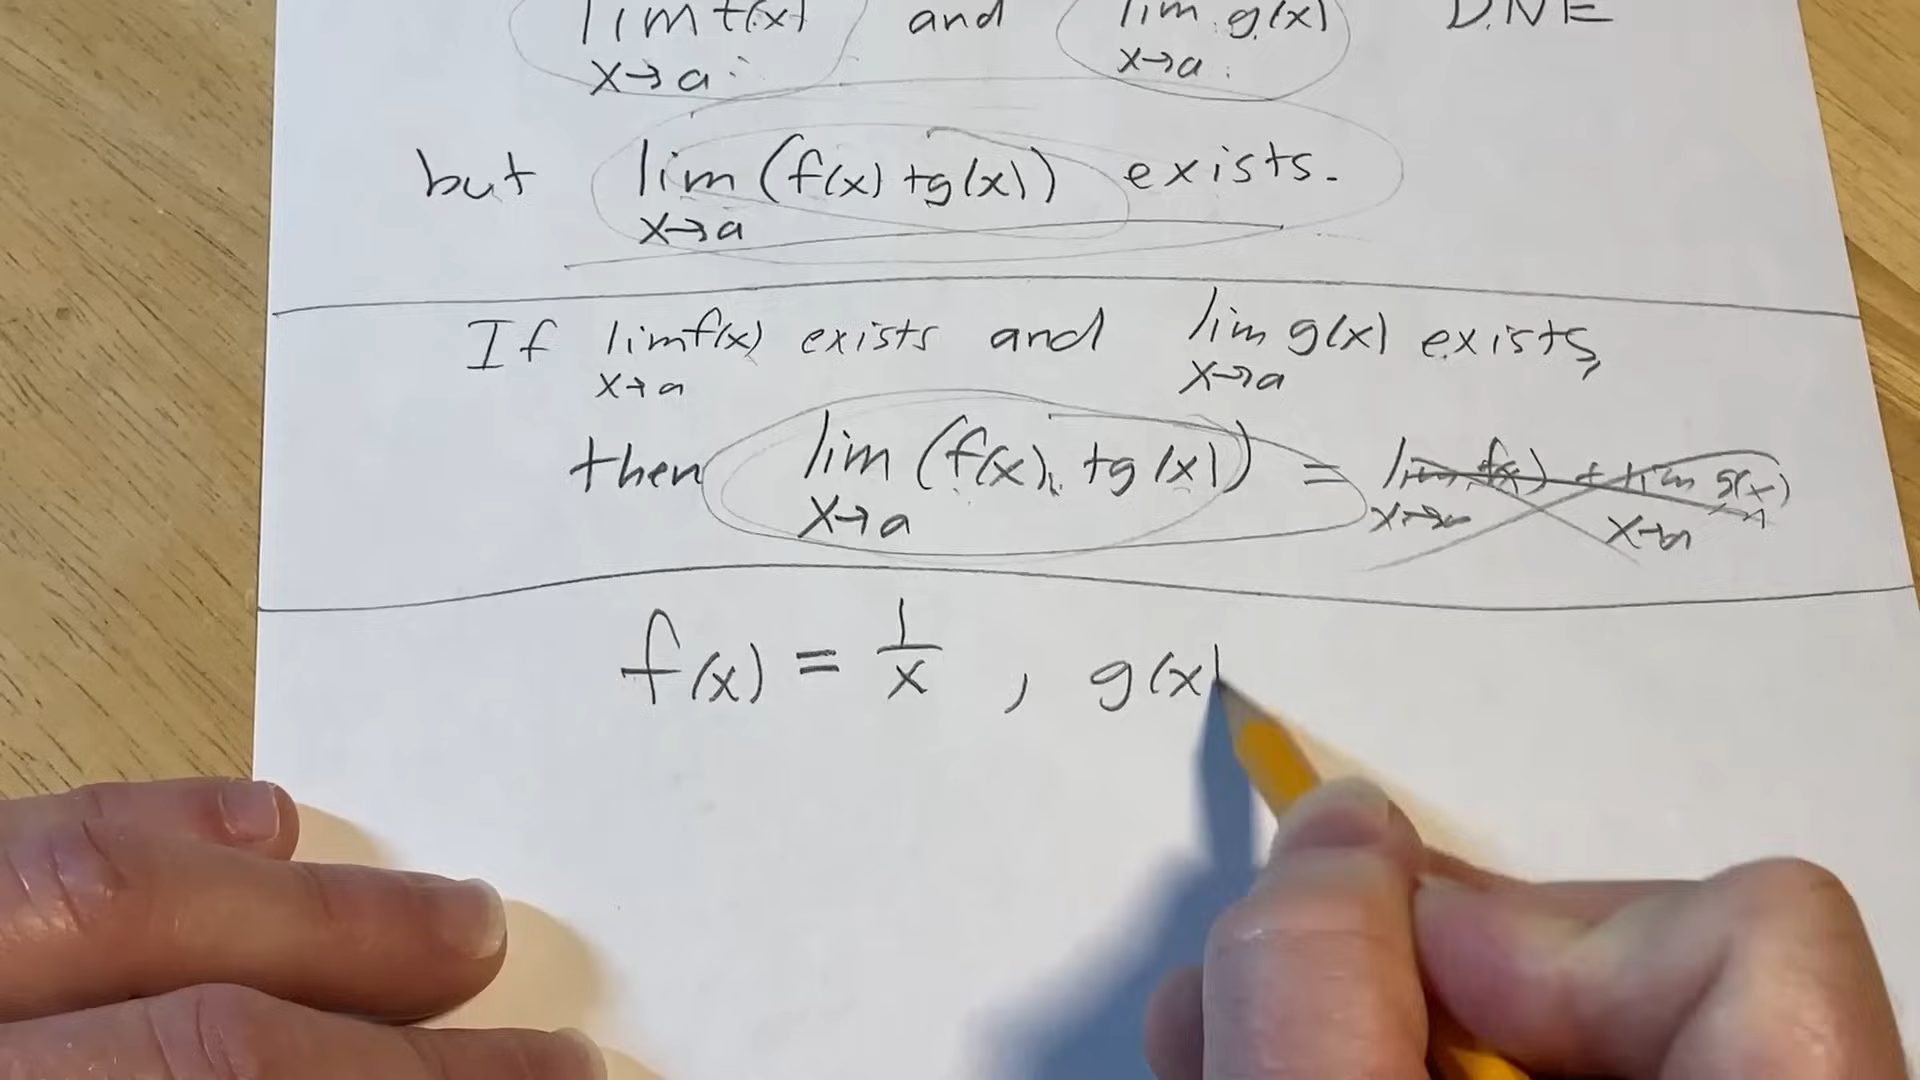 lim f(x) and lim g(x) DNE
x→a x→a
but lim (f(x) + g(x)) exists.
x→a
If lim f(x) exists and lim g(x) exists,
x→a x→a
then lim (f(x) + g(x)) = lim f(x) + lim g(x)
x→a x→a x→a
f(x) = 1/x , g(x)